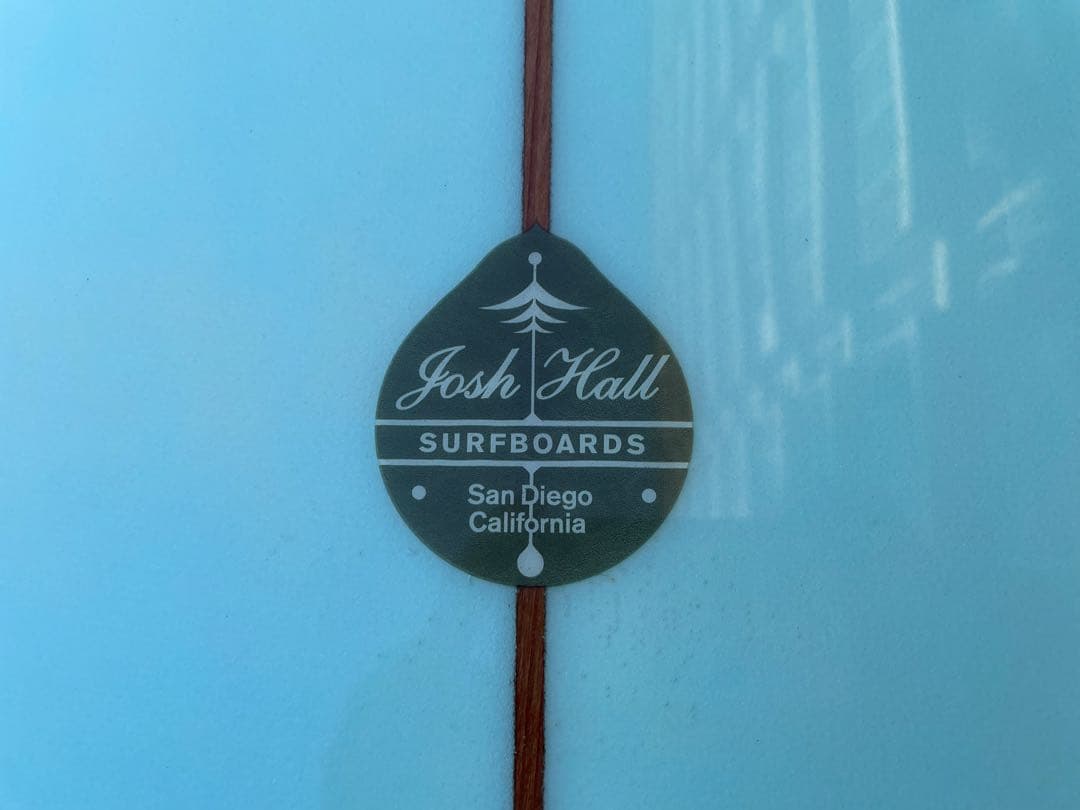 Josh Hall
SURFBOARDS
San Diego
California